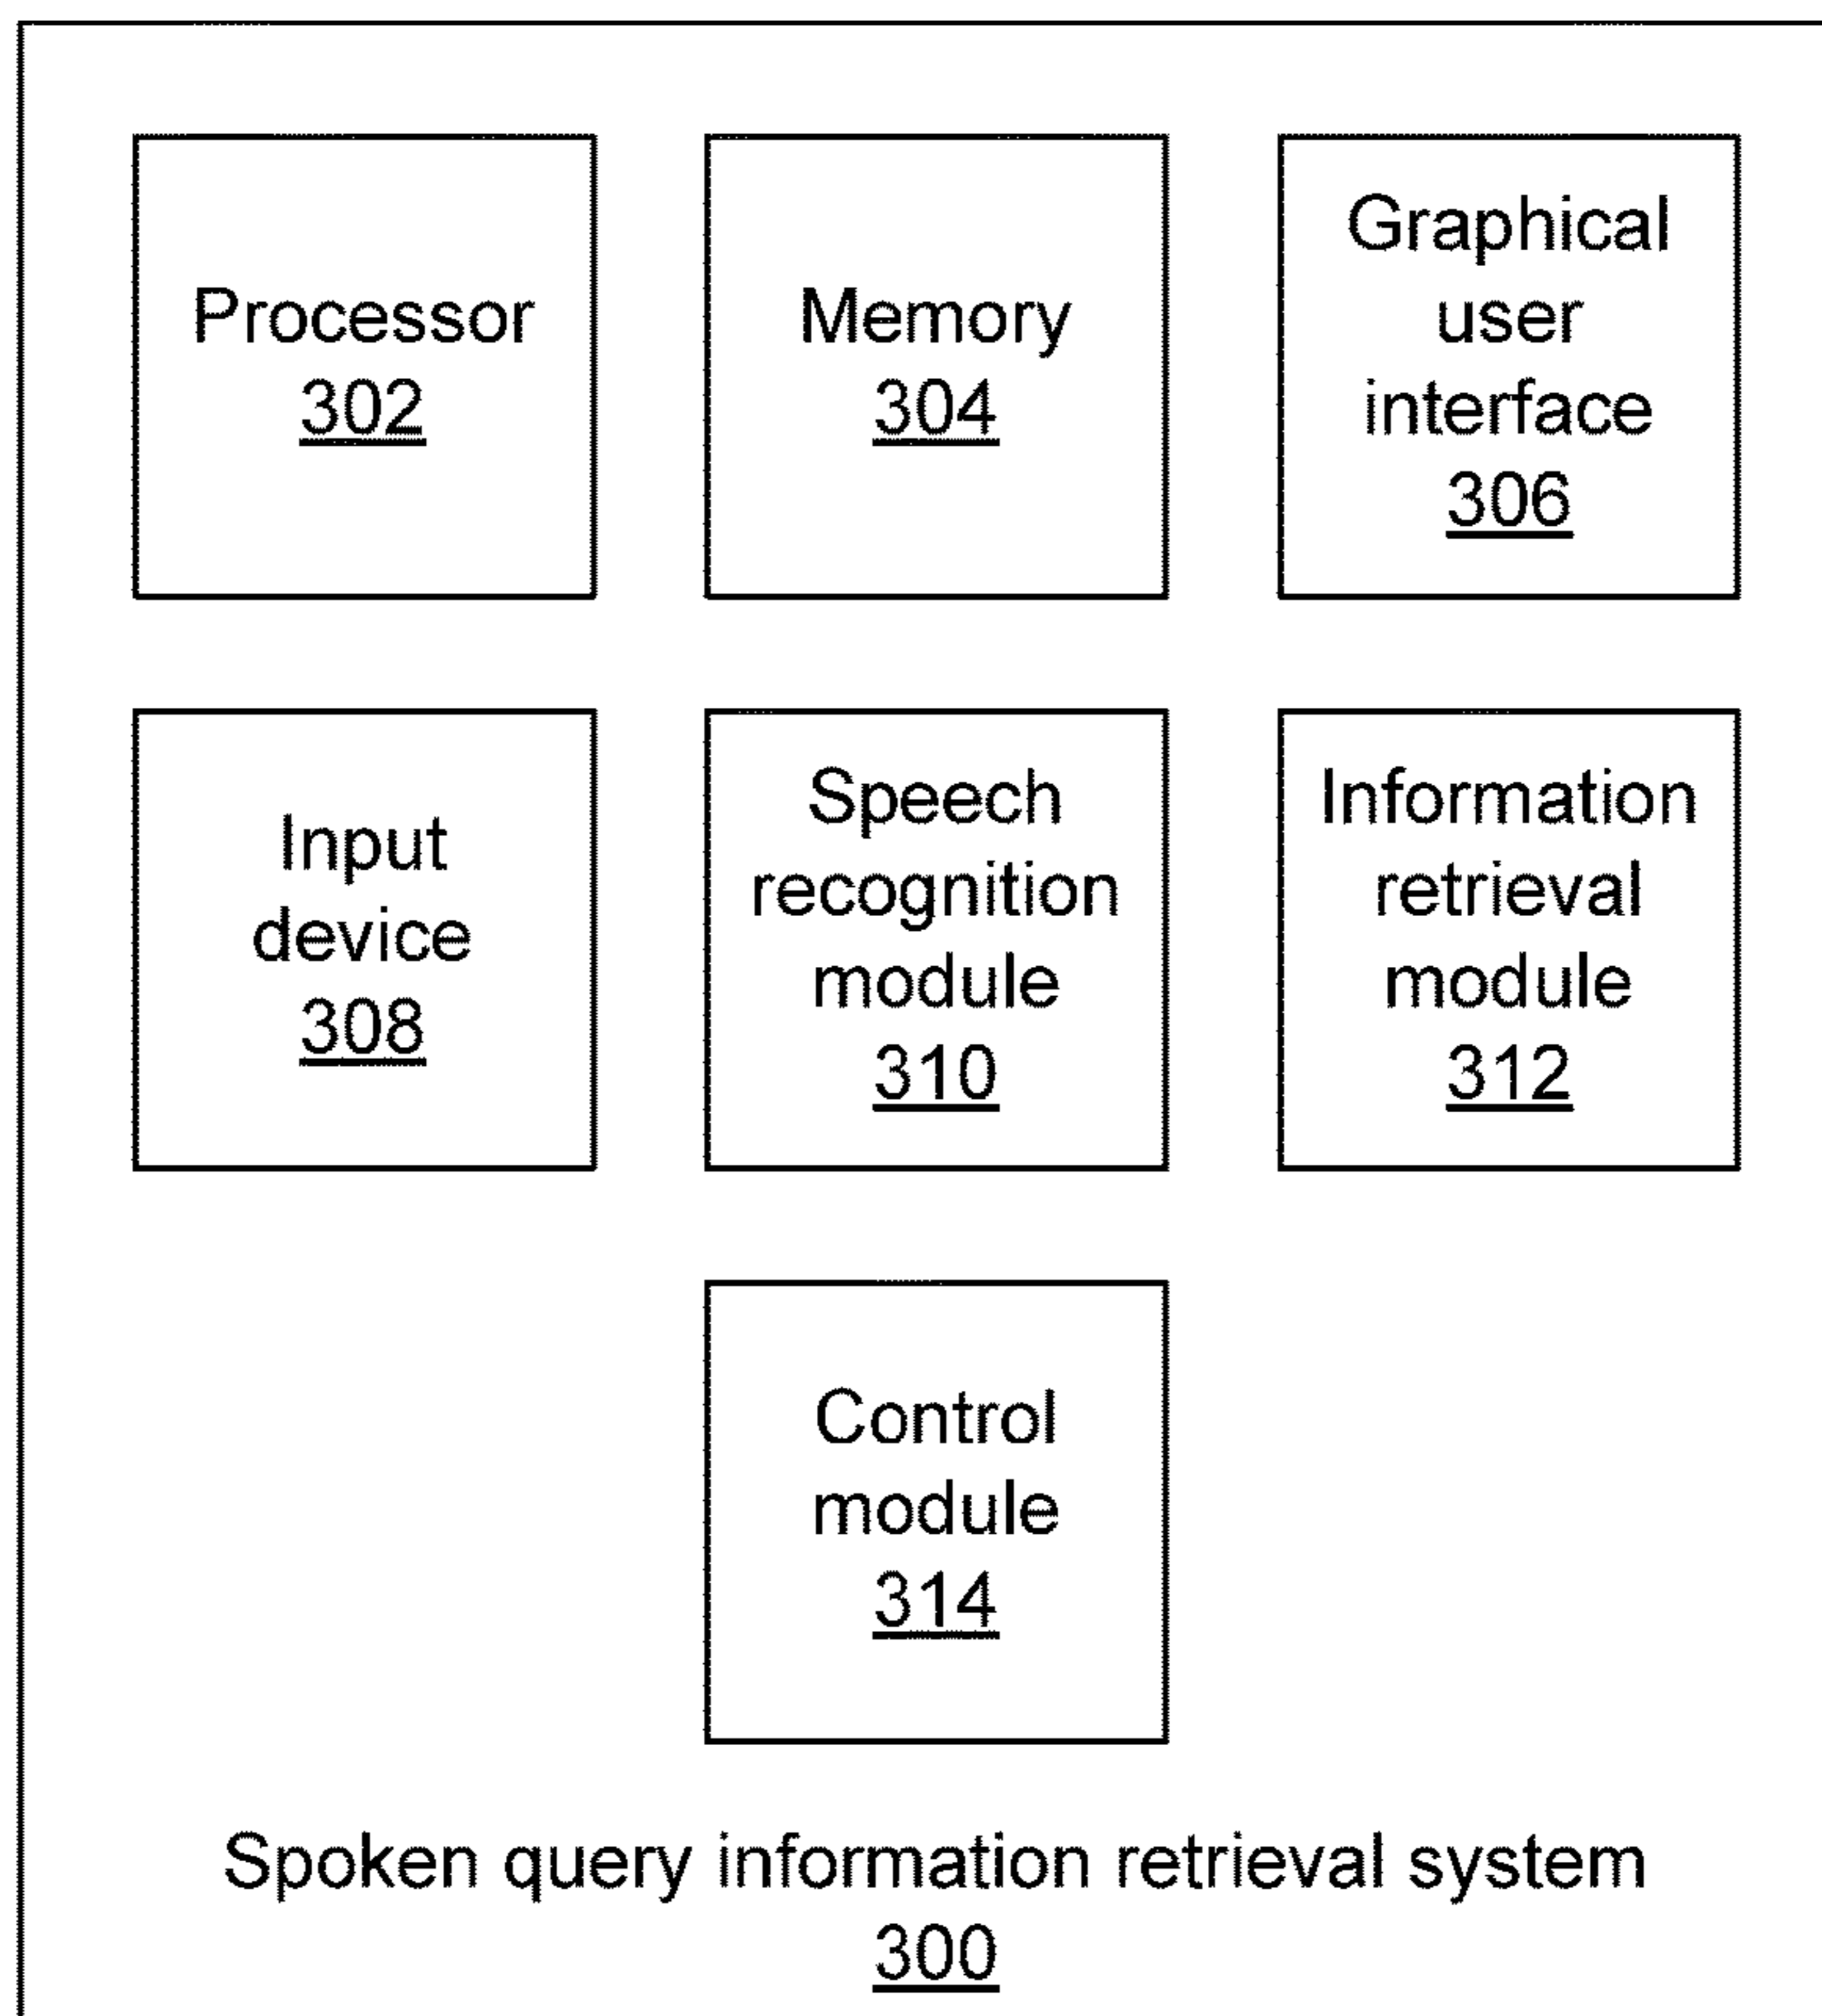 Processor
302
Memory
304
Graphical
user
interface
306
Input
device
308
Speech
recognition
module
310
Information
retrieval
module
312
Control
module
314
Spoken query information retrieval system
300